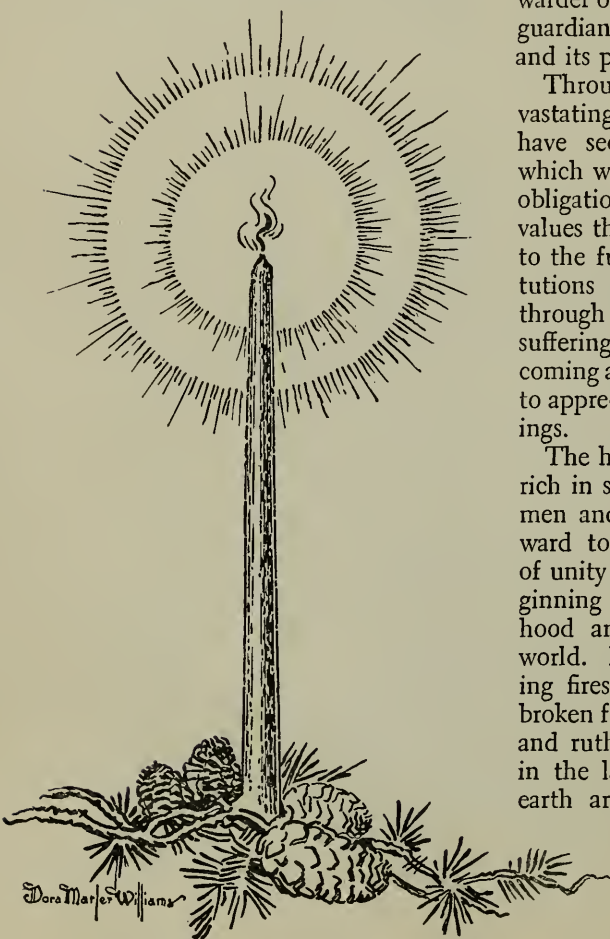 warder o
guardian
and its p
Throu
vastating
have see
which w
obligatio
values th
to the fu
tutions
through
suffering
coming a
to appre
ings.
The h
rich in s
men and
ward to
of unity
ginning
hood an
world.
ing fires
broken f
and ruth
in the l
earth ar
Dora Marler Williams